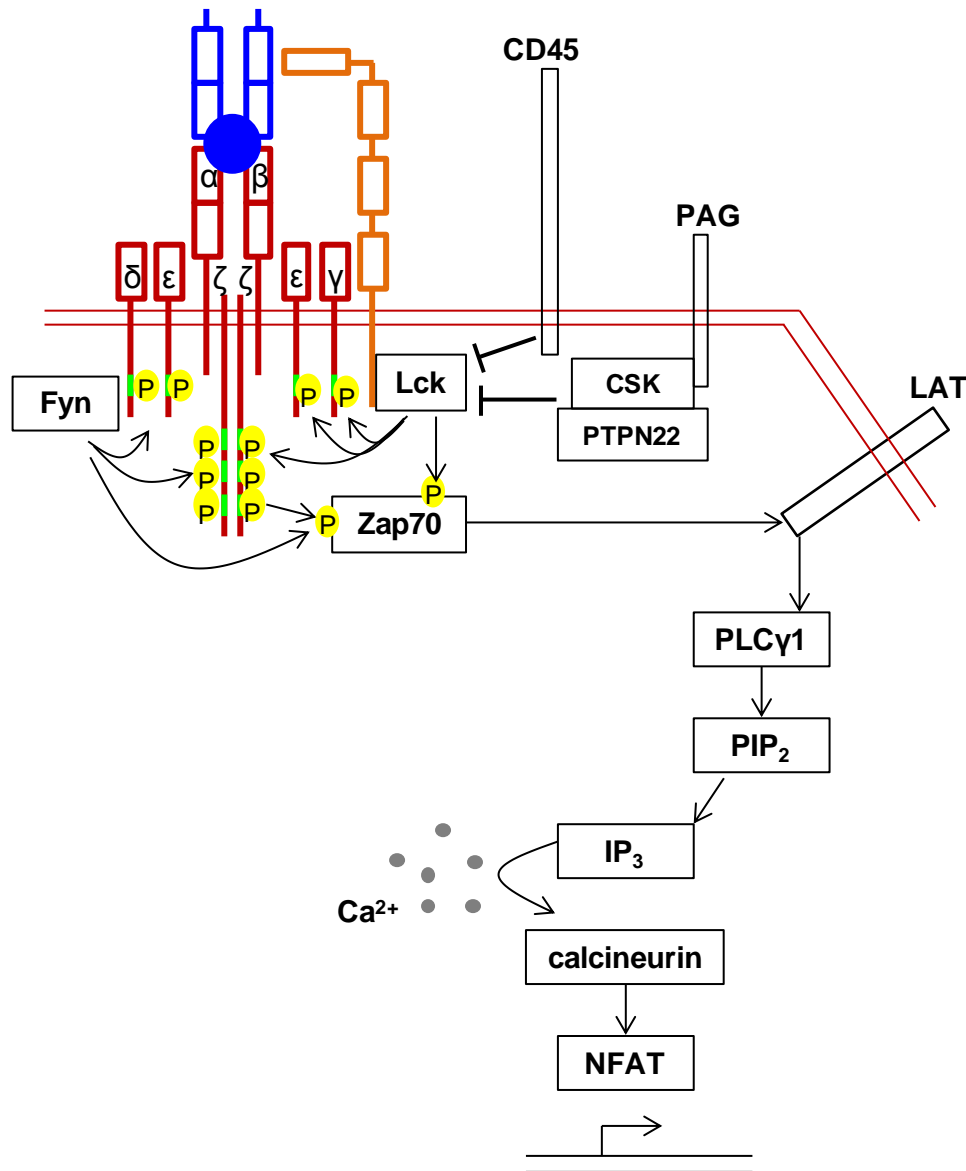 CD45
α β
PAG
δ ε ζ ζ ε γ
Fyn
P P P P
Lck
CSK
LAT
PTPN22
P P
P P
P P
P
P
Zap70
PLCγ1
PIP2
IP3
Ca2+
calcineurin
NFAT